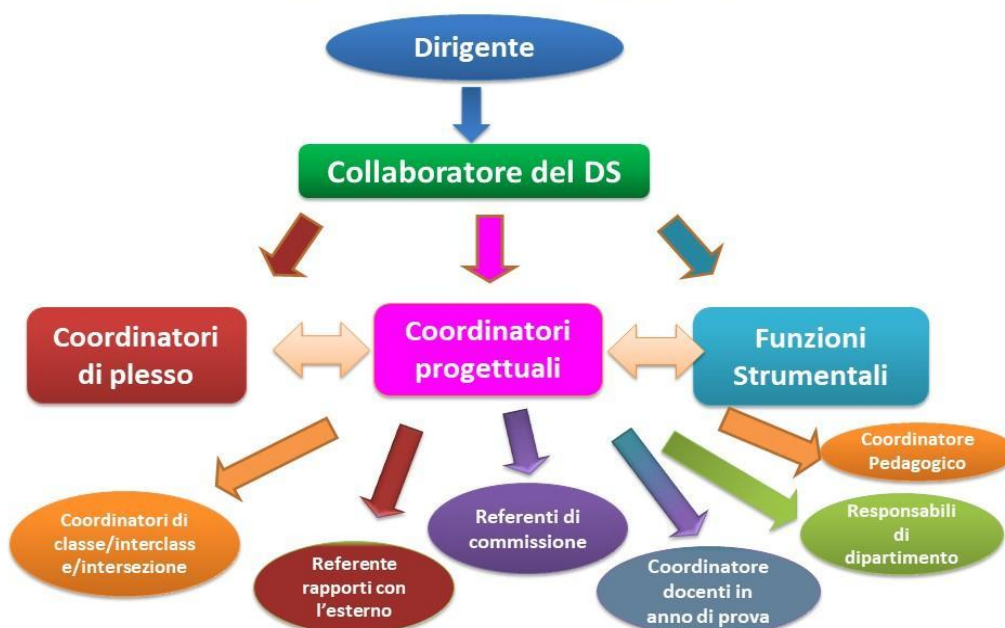 Dirigente
Collaboratore del DS
Coordinatori
di plesso
Coordinatori
progettuali
Funzioni
Strumentali
Coordinatore
Pedagogico
Coordinatori di
classe/interclass
e/intersezione
Referente
rapporti con
l'esterno
Referenti di
commissione
Coordinatore
docenti in
anno di prova
Responsabili
di
dipartimento